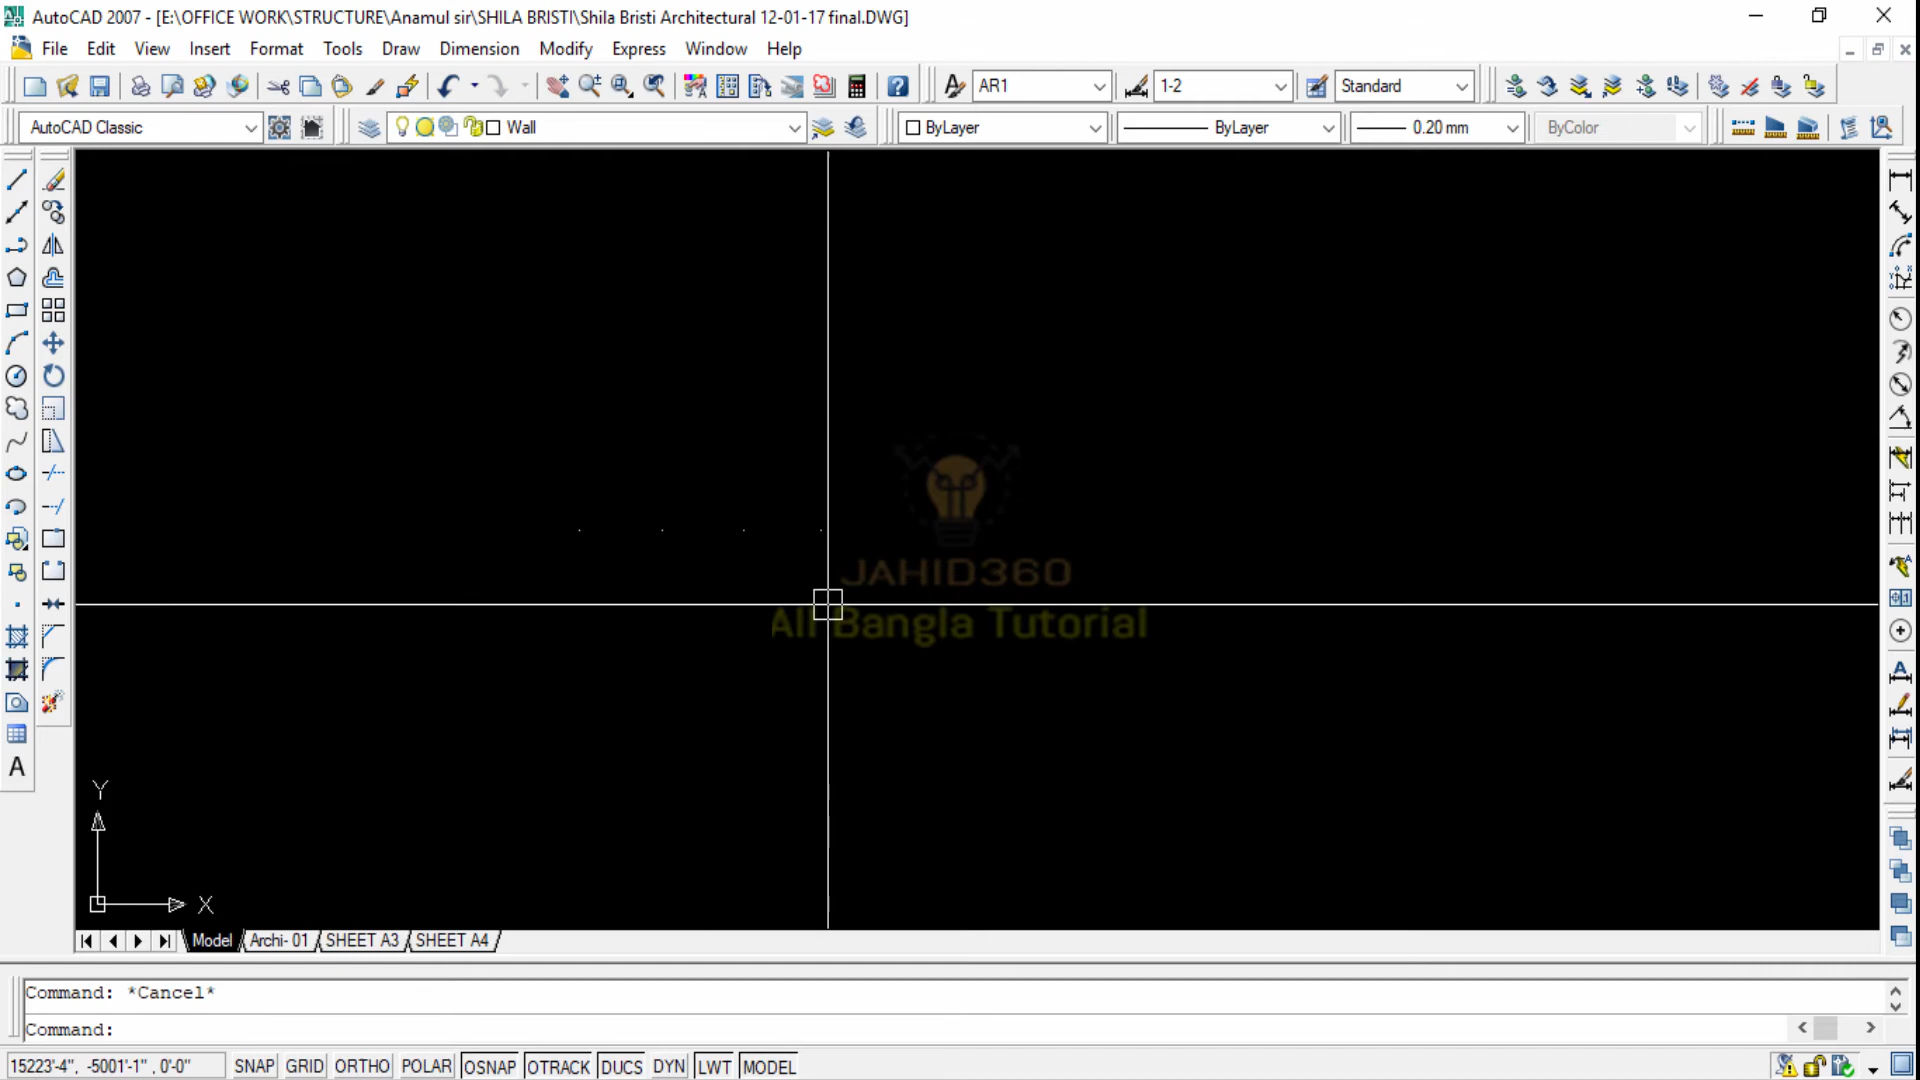 AutoCAD 2007 - [E:\OFFICE WORK\STRUCTURE\Anamul sir\SHILA BRISTI\Shila Bristi Architectural 12-01-17 final.DWG]
File Edit View Insert Format Tools Draw Dimension Modify Express Window Help
AR1 1-2 Standard
AutoCAD Classic Wall ByLayer ByLayer 0.20 mm ByColor
JAHID360
All Bangla Tutorial
Y
X
Model Archi- 01 SHEET A3 SHEET A4
Command: *Cancel*
Command:
15223'-4", -5001'-1" , 0'-0" SNAP GRID ORTHO POLAR OSNAP OTRACK DUCS DYN LWT MODEL